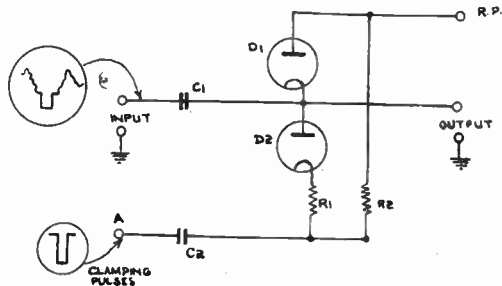 R.P.
D1
C1
INPUT
D2
OUTPUT
R1
R2
A
C2
CLAMPING
PULSES